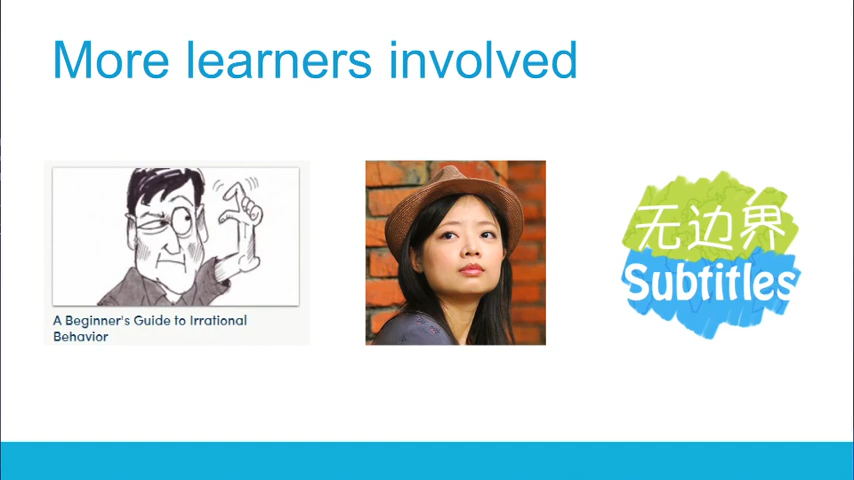 More learners involved
A Beginner's Guide to Irrational
Behavior
无边界
Subtitles